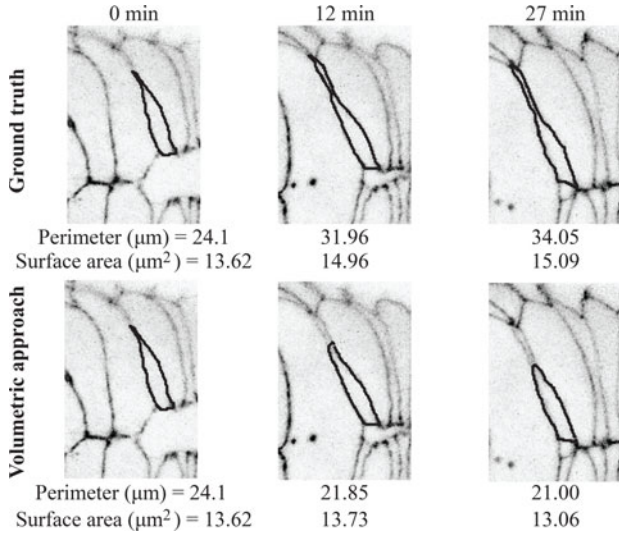 0 min 12 min 27 min
Ground truth
Perimeter (μm) = 24.1 31.96 34.05
Surface area (μm²) = 13.62 14.96 15.09
Volumetric approach
Perimeter (μm) = 24.1 21.85 21.00
Surface area (μm²) = 13.62 13.73 13.06